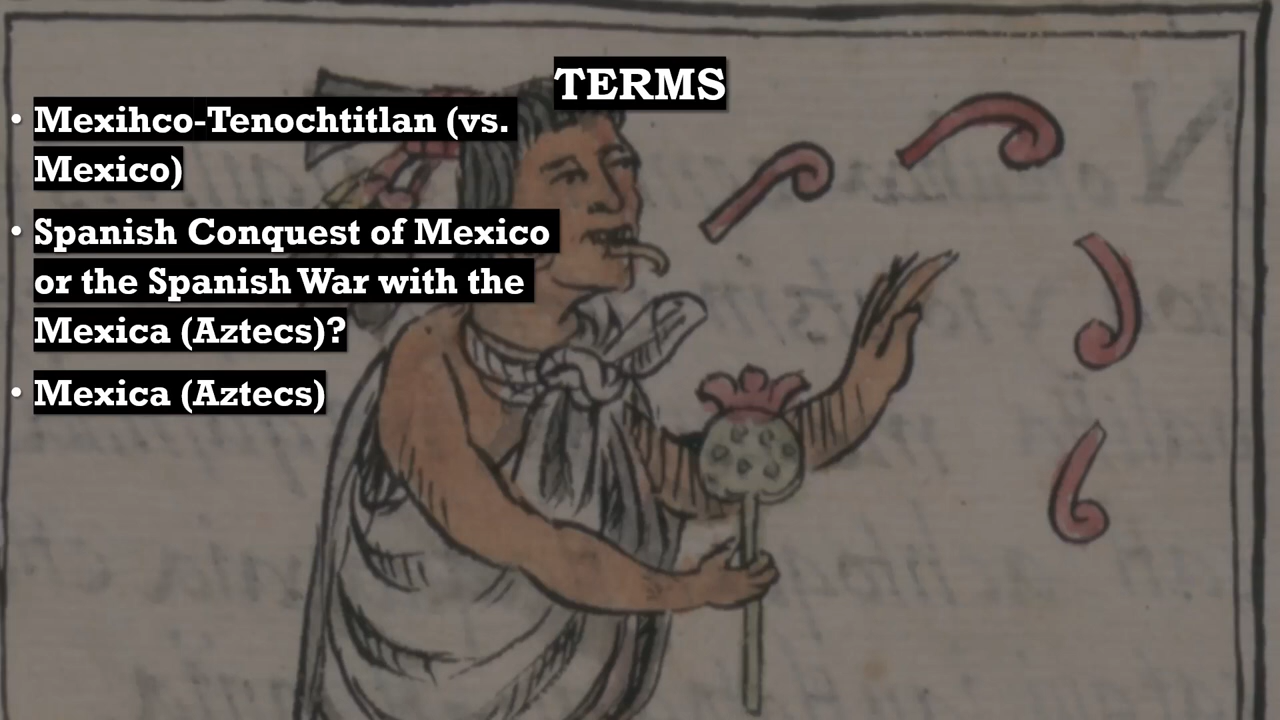 TERMS
• Mexihco-Tenochtitlan (vs.
Mexico)
• Spanish Conquest of Mexico
or the Spanish War with the
Mexica (Aztecs)?
• Mexica (Aztecs)